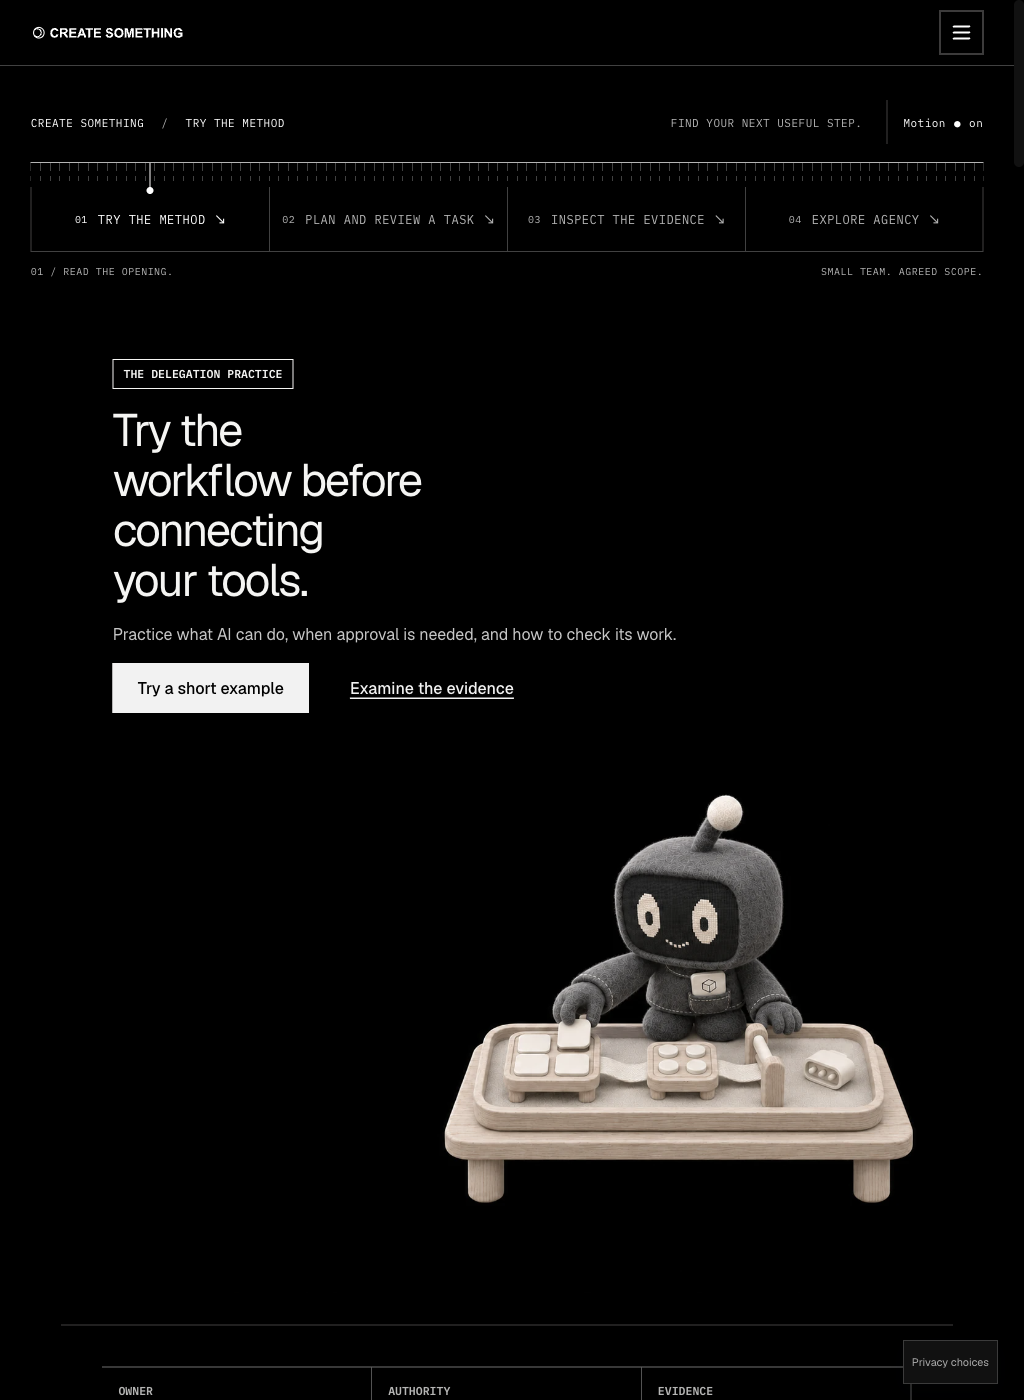 CREATE SOMETHING
CREATE SOMETHING / TRY THE METHOD
FIND YOUR NEXT USEFUL STEP.
Motion ● on
01 TRY THE METHOD ↘
02 PLAN AND REVIEW A TASK ↘
03 INSPECT THE EVIDENCE ↘
04 EXPLORE AGENCY ↘
01 / READ THE OPENING.
SMALL TEAM. AGREED SCOPE.
THE DELEGATION PRACTICE
Try the
workflow before
connecting
your tools.
Practice what AI can do, when approval is needed, and how to check its work.
Try a short example
Examine the evidence
Privacy choices
OWNER
AUTHORITY
EVIDENCE